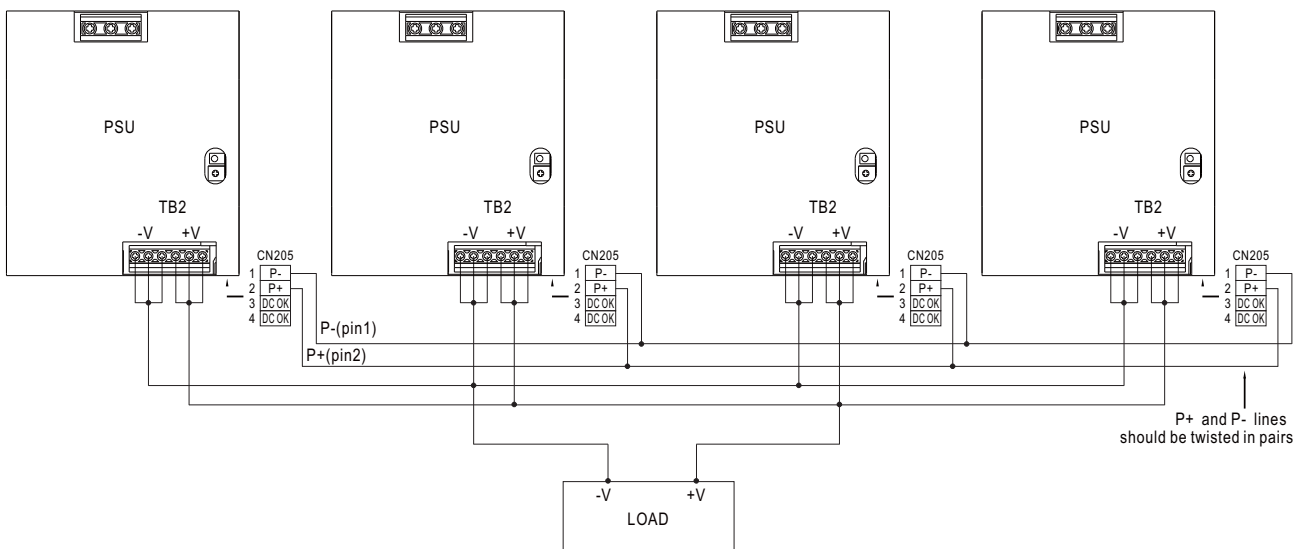 PSU PSU PSU PSU
TB2 TB2 TB2 TB2
-V +V -V +V -V +V -V +V
CN205 CN205 CN205 CN205
1 P- 1 P- 1 P- 1 P-
2 P+ 2 P+ 2 P+ 2 P+
3 DC OK 3 DC OK 3 DC OK 3 DC OK
4 DC OK 4 DC OK 4 DC OK 4 DC OK
P-(pin1)
P+(pin2)
P+ and P- lines
should be twisted in pairs
-V +V
LOAD